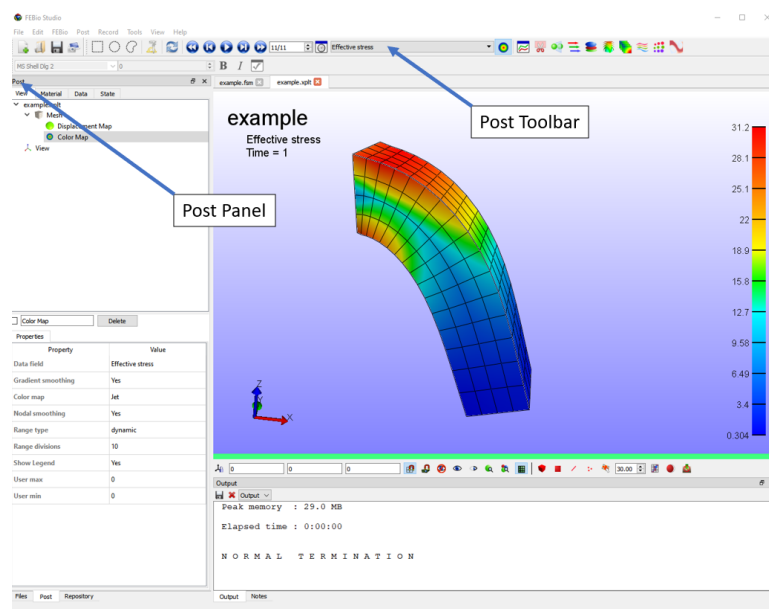 FEBio Studio
File Edit FEBio Post Record Tools View Help
11/11 Effective stress
MS Shell Dlg 2 0 B I
Post
example.fsm example.xplt
View Material Data State
example.xplt
Mesh
Displacement Map
Color Map
View
example
Effective stress
Time = 1
Post Toolbar
Post Panel
31.2
28.1
25.1
22
18.9
15.8
12.7
9.58
6.49
3.4
0.304
Z
Y
X
Color Map Delete
Properties
Property Value
Data field Effective stress
Gradient smoothing Yes
Color map Jet
Nodal smoothing Yes
Range type dynamic
Range divisions 10
Show Legend Yes
User max 0
User min 0
0 0 0 30.00
Output
Output
Peak memory : 29.0 MB
Elapsed time : 0:00:00
N O R M A L   T E R M I N A T I O N
Files Post Repository
Output Notes